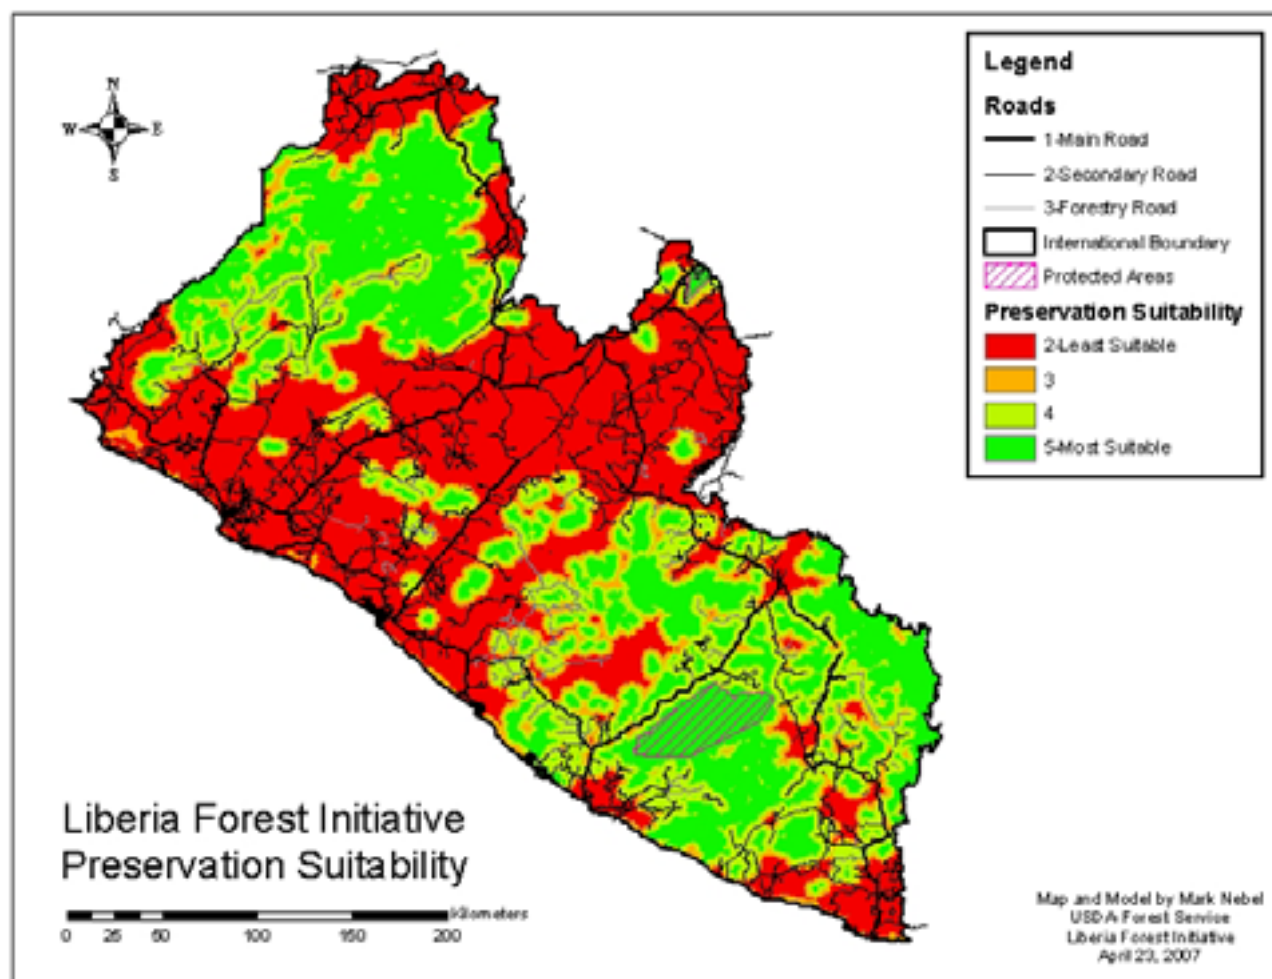 N
W E
S
Legend
Roads
1-Main Road
2-Secondary Road
3-Forestry Road
International Boundary
Protected Areas
Preservation Suitability
2-Least Suitable
3
4
5-Most Suitable
Liberia Forest Initiative
Preservation Suitability
Kilometers
0 25 50 100 150 200
Map and Model by Mark Nebel
USDA Forest Service
Liberia Forest Initiative
April 23, 2007